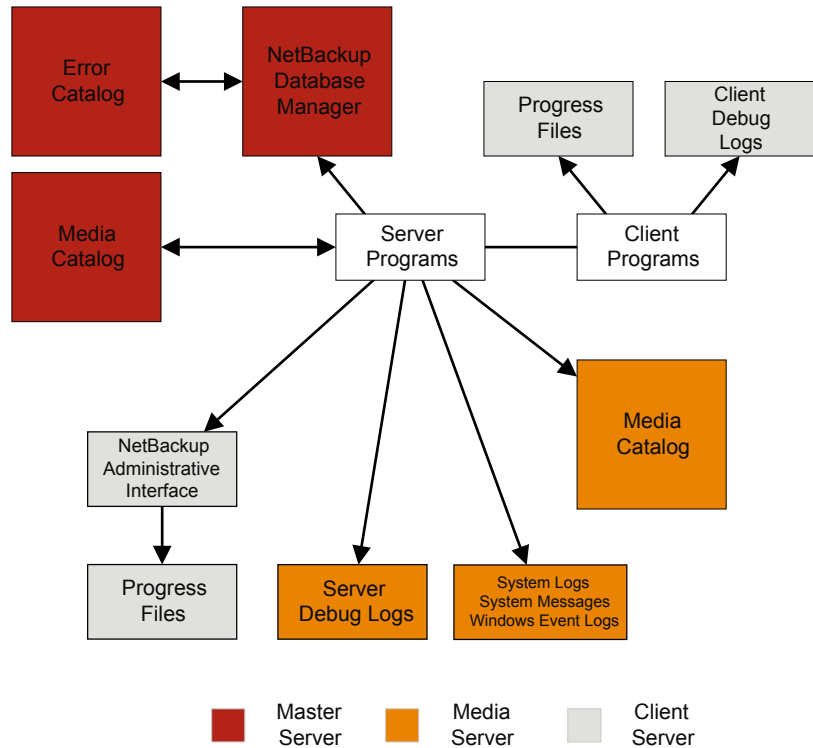 Error
Catalog
NetBackup
Database
Manager
Progress
Files
Client
Debug
Logs
Media
Catalog
Server
Programs
Client
Programs
Media
Catalog
NetBackup
Administrative
Interface
Progress
Files
Server
Debug Logs
System Logs
System Messages
Windows Event Logs
Master
Server
Media
Server
Client
Server